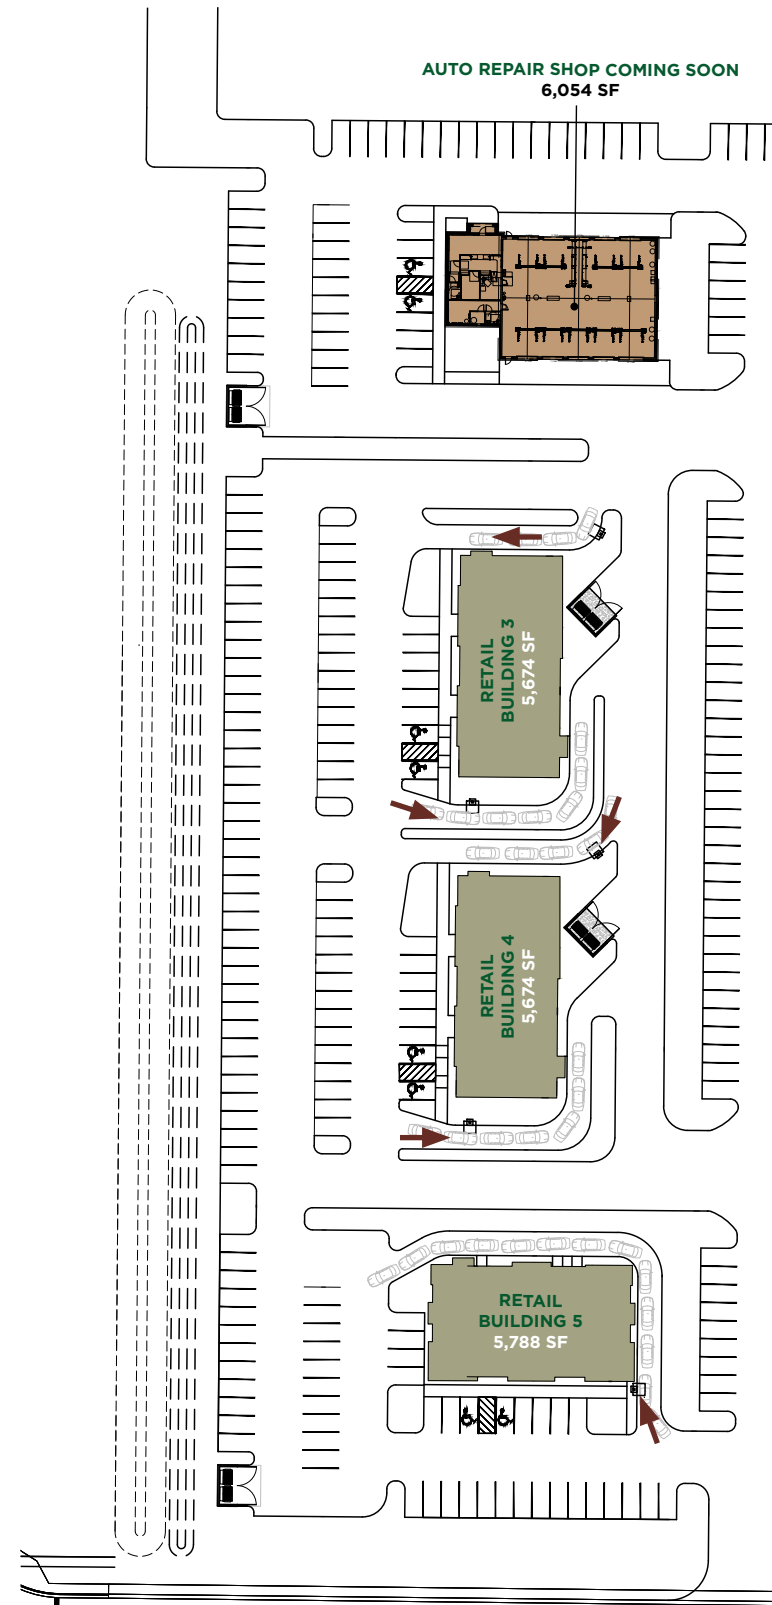 AUTO REPAIR SHOP COMING SOON
6,054 SF
RETAIL
BUILDING 3
5,674 SF
RETAIL
BUILDING 4
5,674 SF
RETAIL
BUILDING 5
5,788 SF